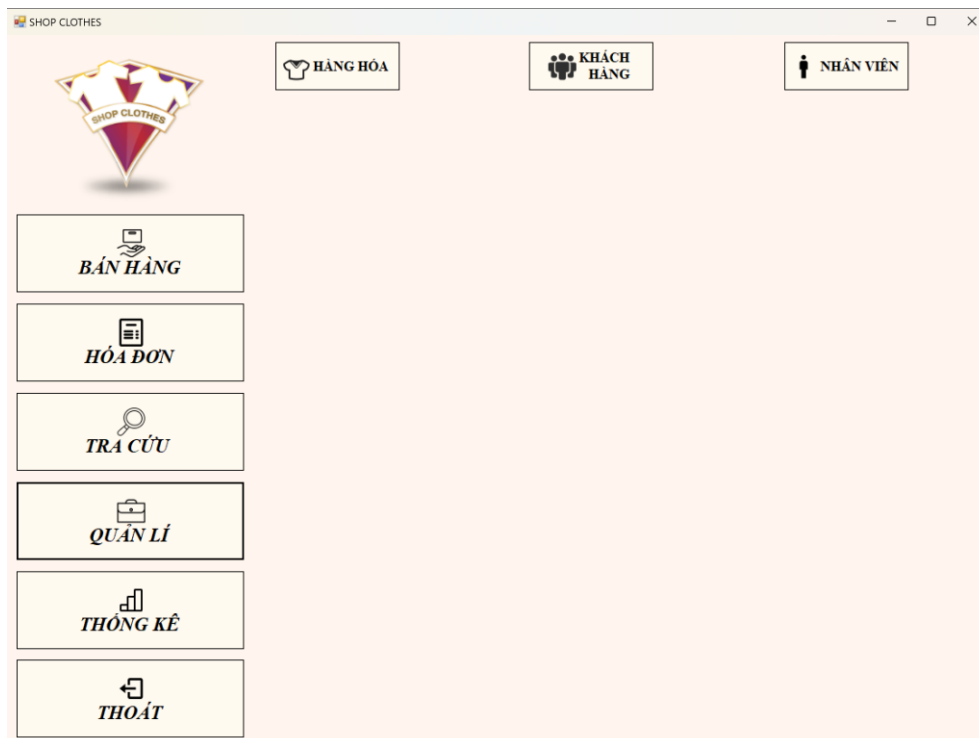 SHOP CLOTHES
HÀNG HÓA
KHÁCH
HÀNG
NHÂN VIÊN
SHOP CLOTHES
BÁN HÀNG
HÓA ĐƠN
TRA CỨU
QUẢN LÍ
THỐNG KÊ
THOÁT